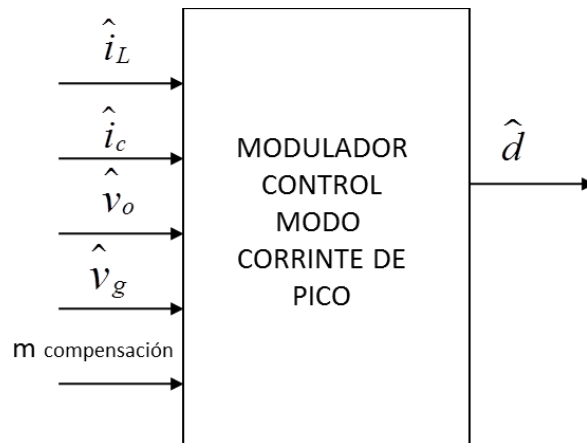 î_L
î_c
v̂_o
v̂_g
m compensación
MODULADOR
CONTROL
MODO
CORRINTE DE
PICO
d̂